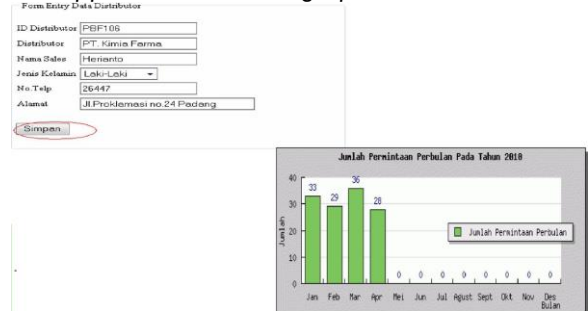 Form Entry Data Distributor
ID Distributor PBF106
Distributor PT. Kimia Farma
Nama Sales Herianto
Jenis Kelamin Laki-Laki
No.Telp 26447
Alamat Jl.Proklamasi no.24 Padang
Simpan
Jumlah Permintaan Perbulan Pada Tahun 2010
Jumlah
40
30
20
10
0
33 29 36 28 0 0 0 0 0 0 0 0
Jumlah Permintaan Perbulan
Jan Feb Mar Apr Mei Jun Jul Agust Sept Okt Nov Des
Bulan